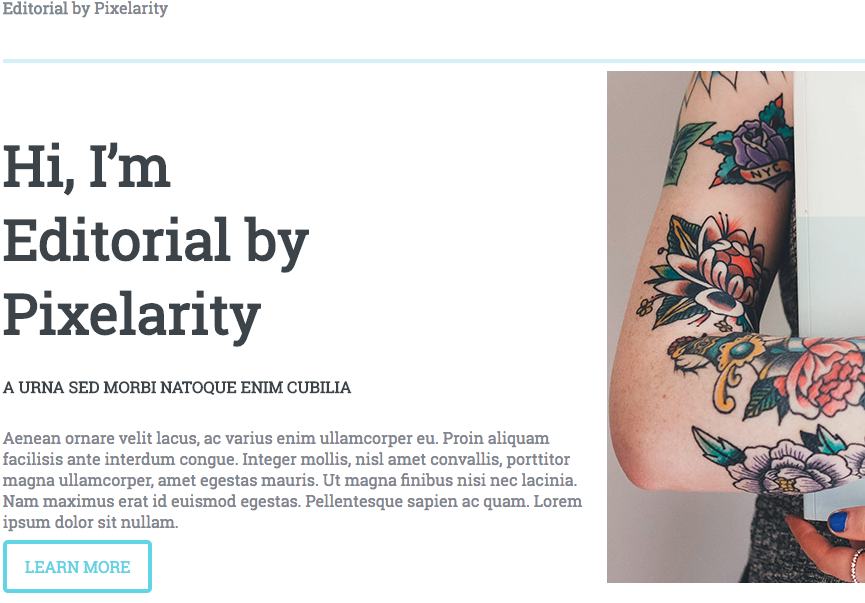 Editorial by Pixelarity
Hi, I’m
Editorial by
Pixelarity
A URNA SED MORBI NATOQUE ENIM CUBILIA
Aenean ornare velit lacus, ac varius enim ullamcorper eu. Proin aliquam
facilisis ante interdum congue. Integer mollis, nisl amet convallis, porttitor
magna ullamcorper, amet egestas mauris. Ut magna finibus nisi nec lacinia.
Nam maximus erat id euismod egestas. Pellentesque sapien ac quam. Lorem
ipsum dolor sit nullam.
LEARN MORE
NYC